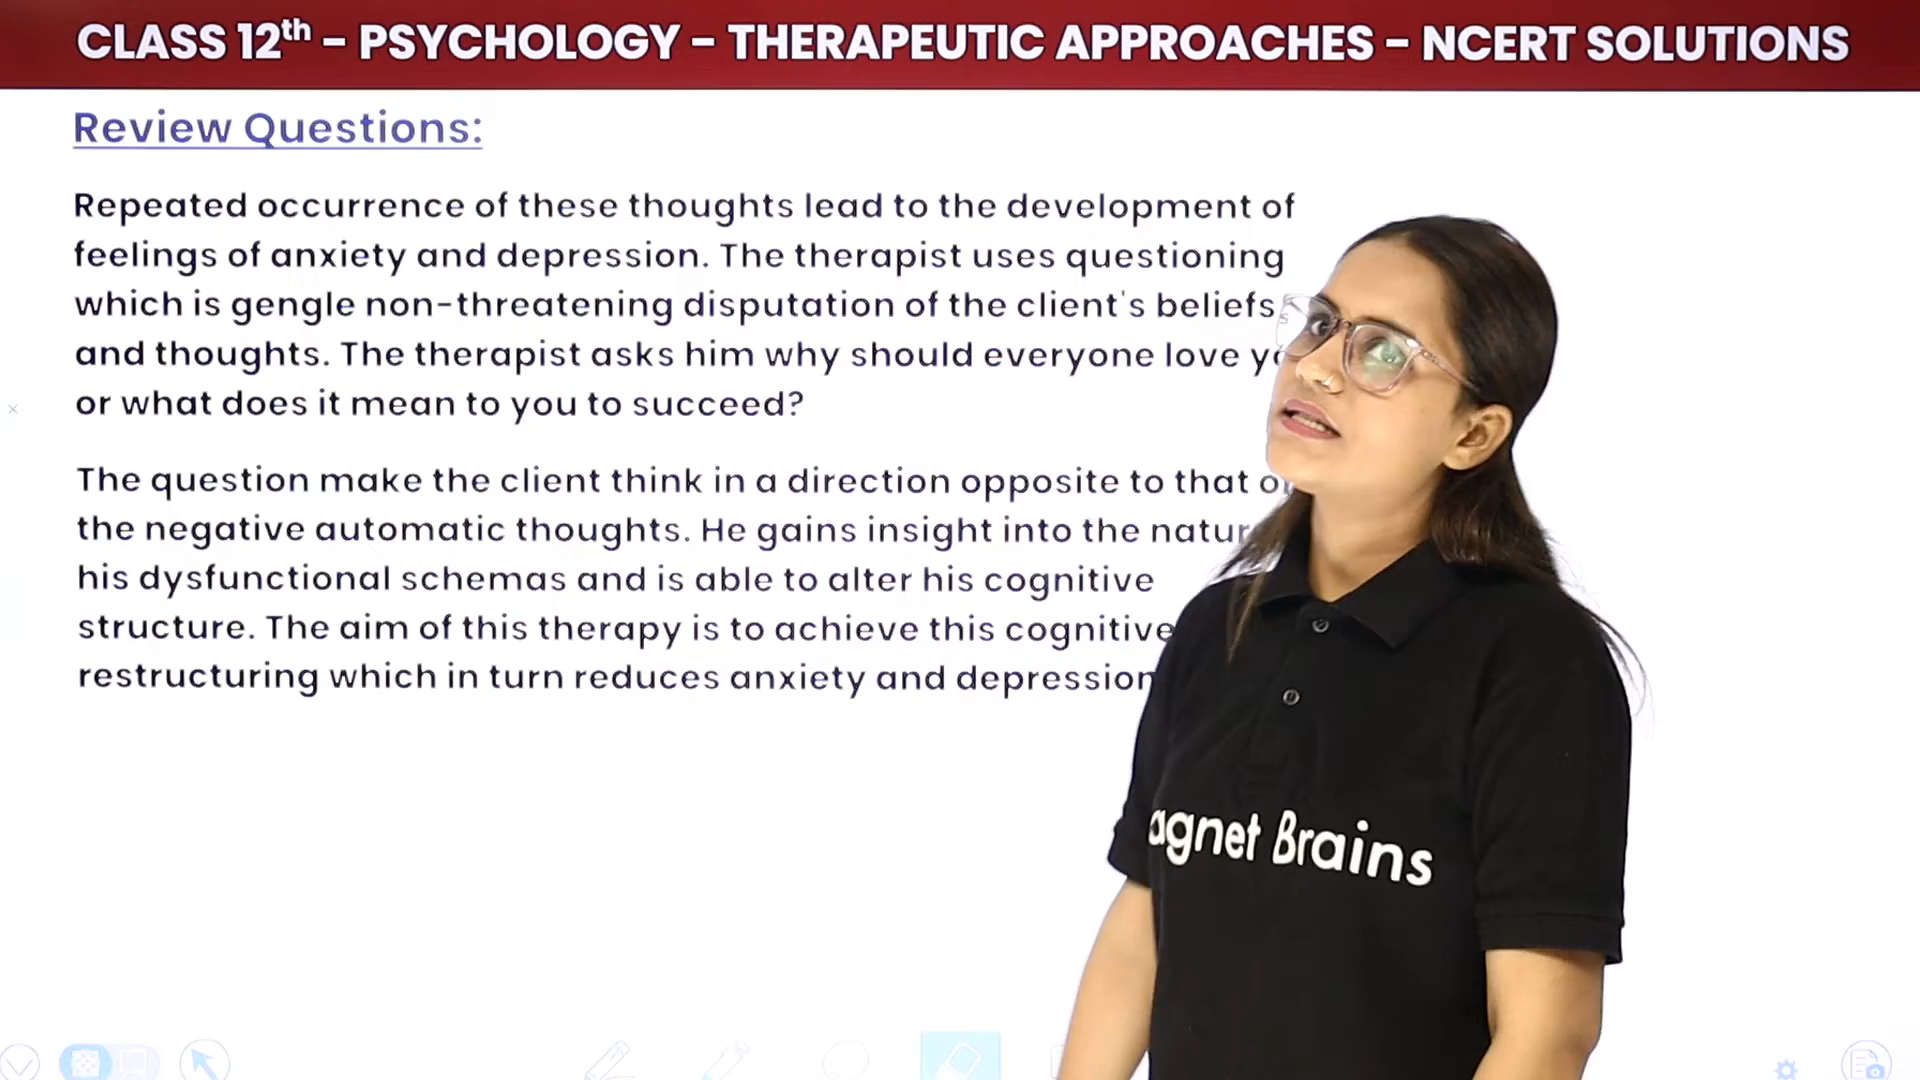 CLASS 12th - PSYCHOLOGY - THERAPEUTIC APPROACHES - NCERT SOLUTIONS
Review Questions:
Repeated occurrence of these thoughts lead to the development of
feelings of anxiety and depression. The therapist uses questioning
which is gengle non-threatening disputation of the client's beliefs
and thoughts. The therapist asks him why should everyone love
or what does it mean to you to succeed?
The question make the client think in a direction opposite to that
the negative automatic thoughts. He gains insight into the
his dysfunctional schemas and is able to alter his cognitive
structure. The aim of this therapy is to achieve this cognitive
restructuring which in turn reduces anxiety and depression
agnet Brains